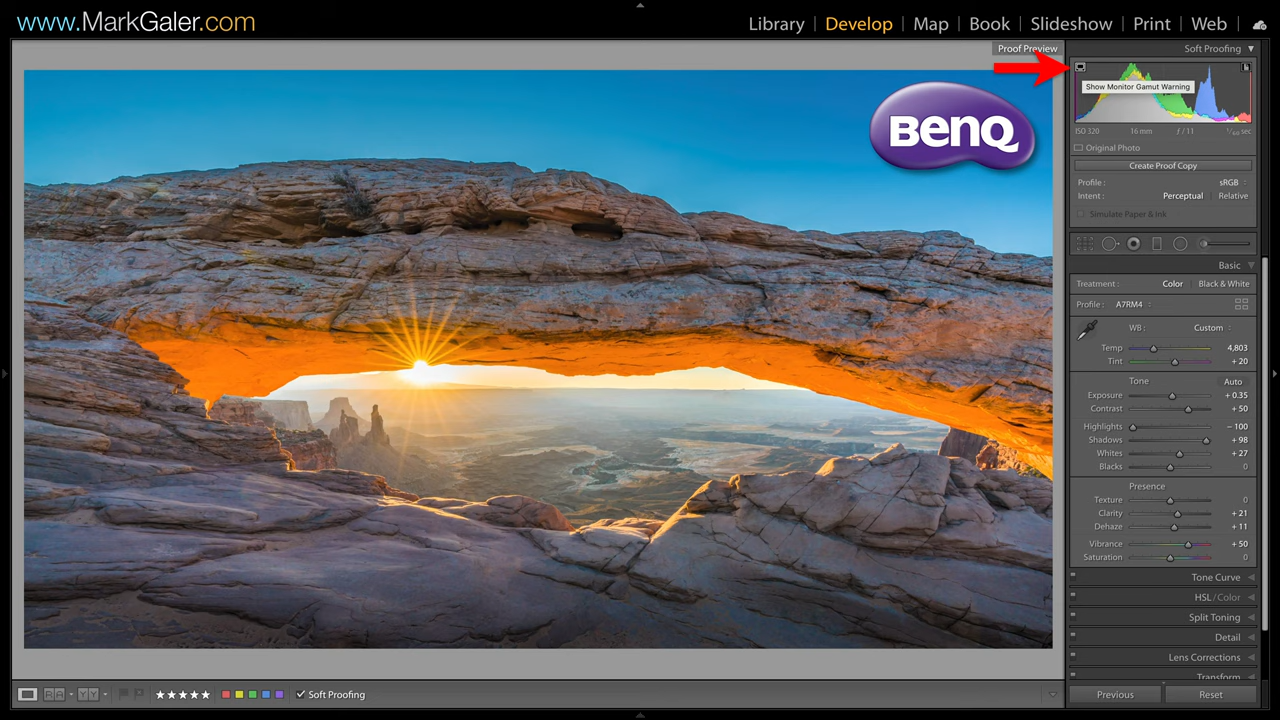 www.MarkGaler.com
Library | Develop | Map | Book | Slideshow | Print | Web
Proof Preview
Soft Proofing
BenQ
Show Monitor Gamut Warning
ISO 320 16 mm ƒ / 11 sec
Original Photo
Create Proof Copy
Profile : sRGB
Intent : Perceptual Relative
Simulate Paper & Ink
Basic
Treatment : Color Black & White
Profile : A7RM4
WB : Custom
Temp 4,803
Tint + 20
Tone Auto
Exposure + 0.35
Contrast + 50
Highlights − 100
Shadows + 98
Whites + 27
Blacks 0
Presence
Texture 0
Clarity + 21
Dehaze + 11
Vibrance + 50
Saturation 0
Tone Curve
HSL / Color
Split Toning
Detail
Lens Corrections
Transform
RA YY Soft Proofing
Previous Reset